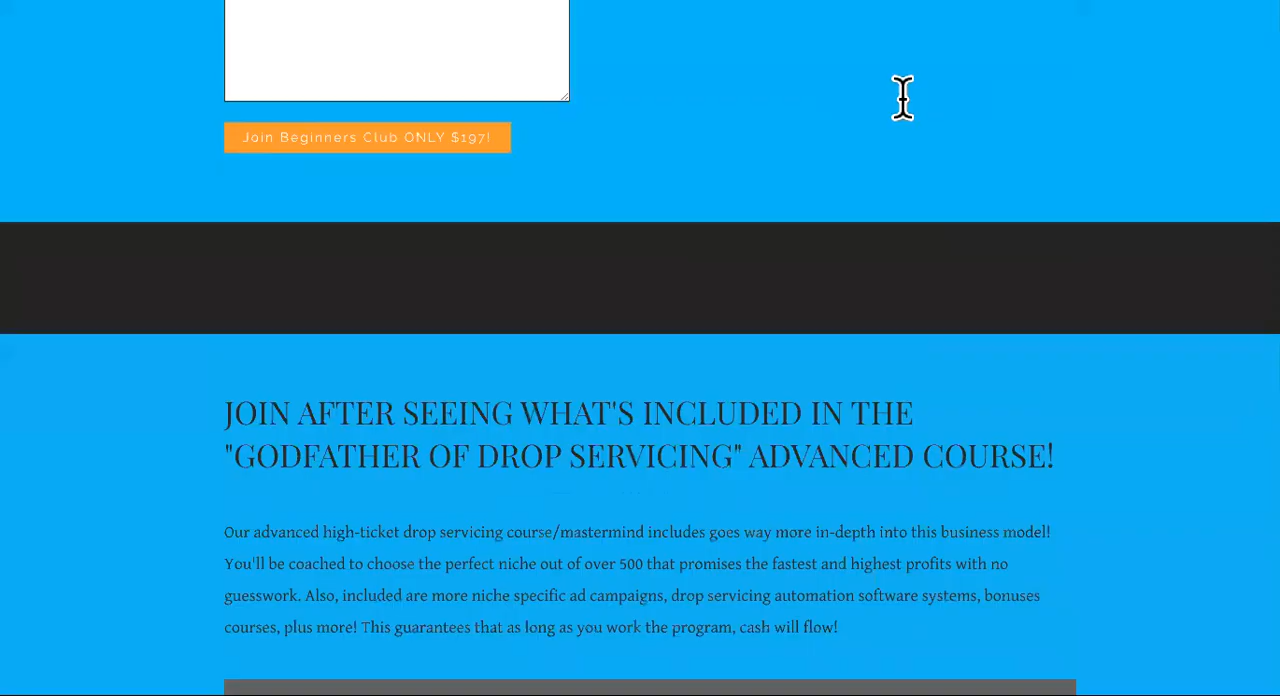 Join Beginners Club ONLY $197!
JOIN AFTER SEEING WHAT'S INCLUDED IN THE
"GODFATHER OF DROP SERVICING" ADVANCED COURSE!
Our advanced high-ticket drop servicing course/mastermind includes goes way more in-depth into this business model!
You'll be coached to choose the perfect niche out of over 500 that promises the fastest and highest profits with no
guesswork. Also, included are more niche specific ad campaigns, drop servicing automation software systems, bonuses
courses, plus more! This guarantees that as long as you work the program, cash will flow!